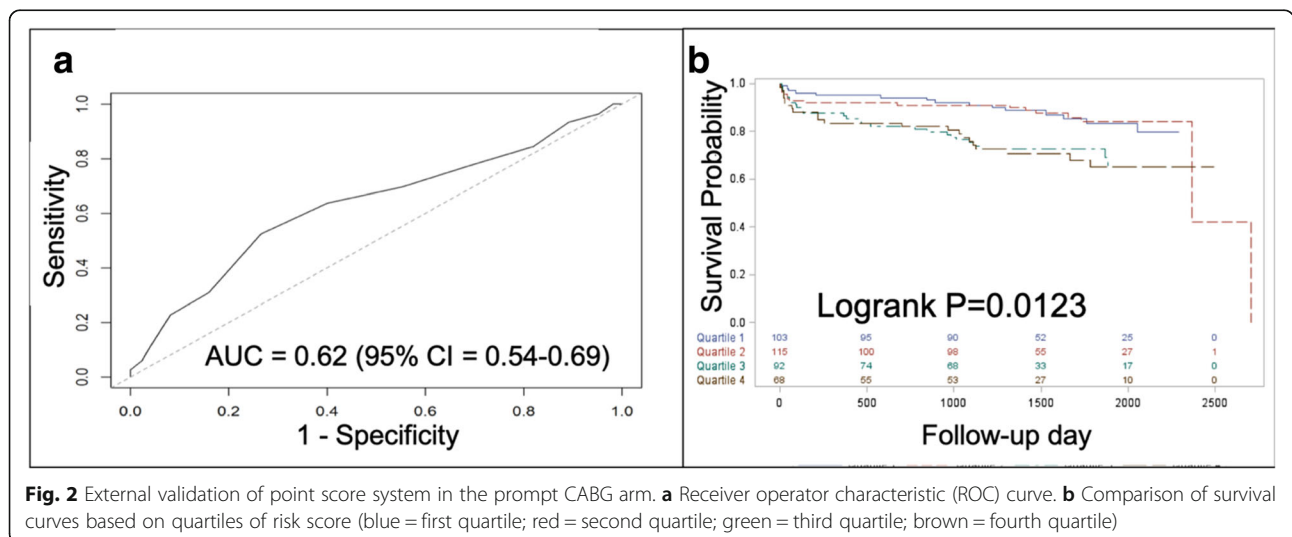 a
Sensitivity
1.0
0.8
0.6
0.4
0.2
0.0
AUC = 0.62 (95% CI = 0.54-0.69)
0.0 0.2 0.4 0.6 0.8 1.0
1 - Specificity
b
Survival Probability
1.0
0.8
0.6
0.4
0.2
0.0
Logrank P=0.0123
Quartile 1 103 95 90 52 25 0
Quartile 2 115 100 98 55 27 1
Quartile 3 92 74 68 33 17 0
Quartile 4 68 55 53 27 10 0
0 500 1000 1500 2000 2500
Follow-up day
Fig. 2 External validation of point score system in the prompt CABG arm. a Receiver operator characteristic (ROC) curve. b Comparison of survival
curves based on quartiles of risk score (blue = first quartile; red = second quartile; green = third quartile; brown = fourth quartile)